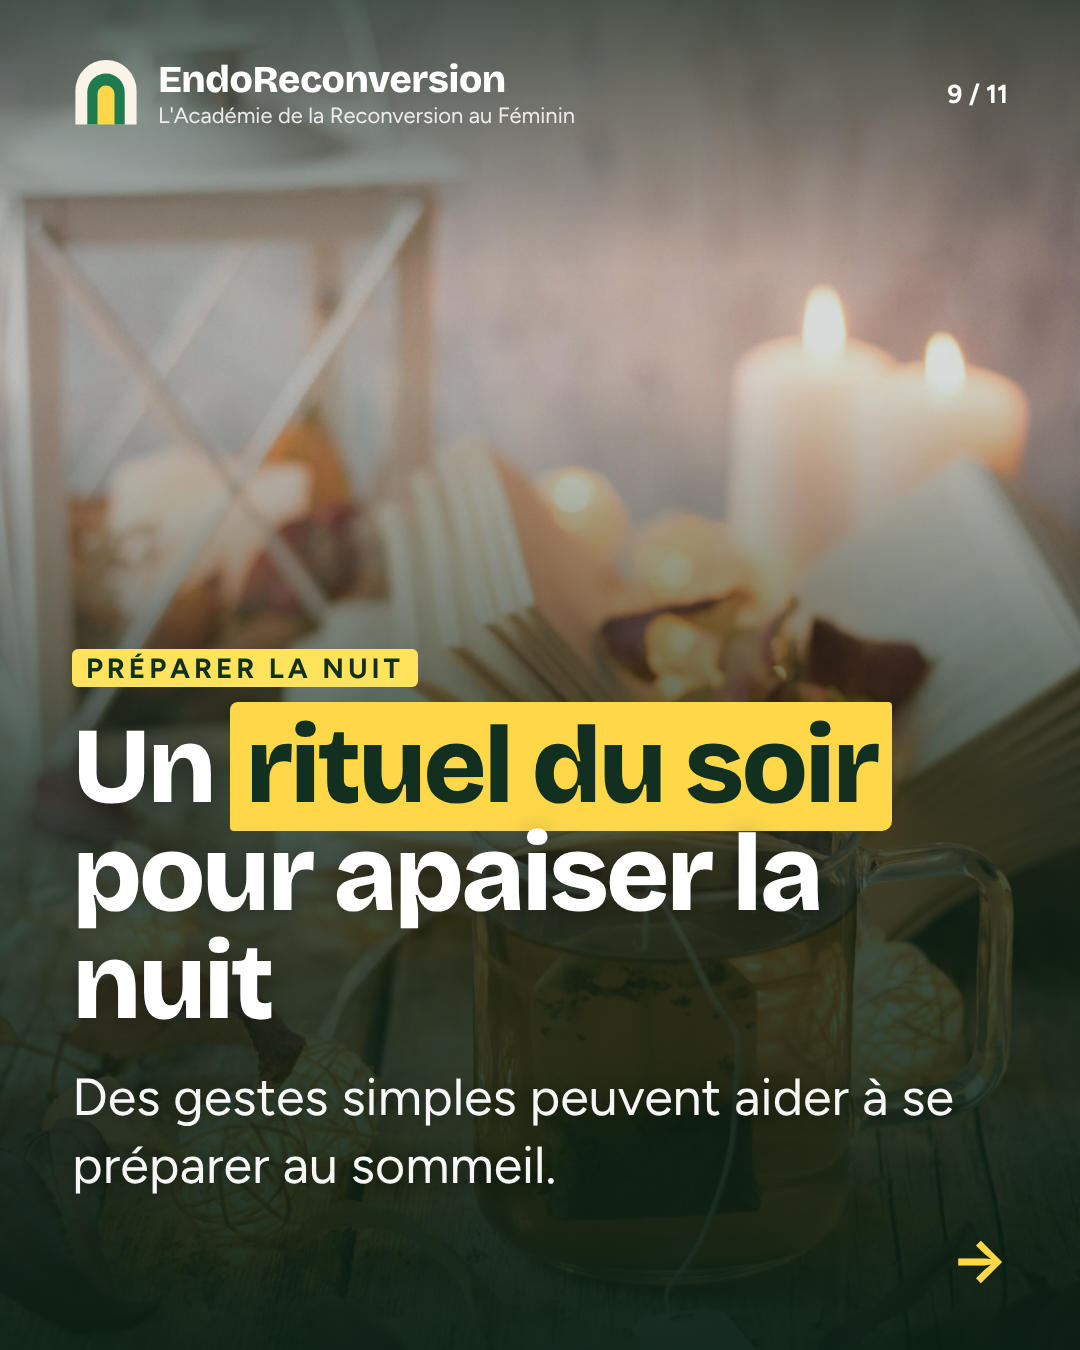 EndoReconversion
L'Académie de la Reconversion au Féminin
9 / 11
PRÉPARER LA NUIT
Un rituel du soir
pour apaiser la
nuit
Des gestes simples peuvent aider à se
préparer au sommeil.